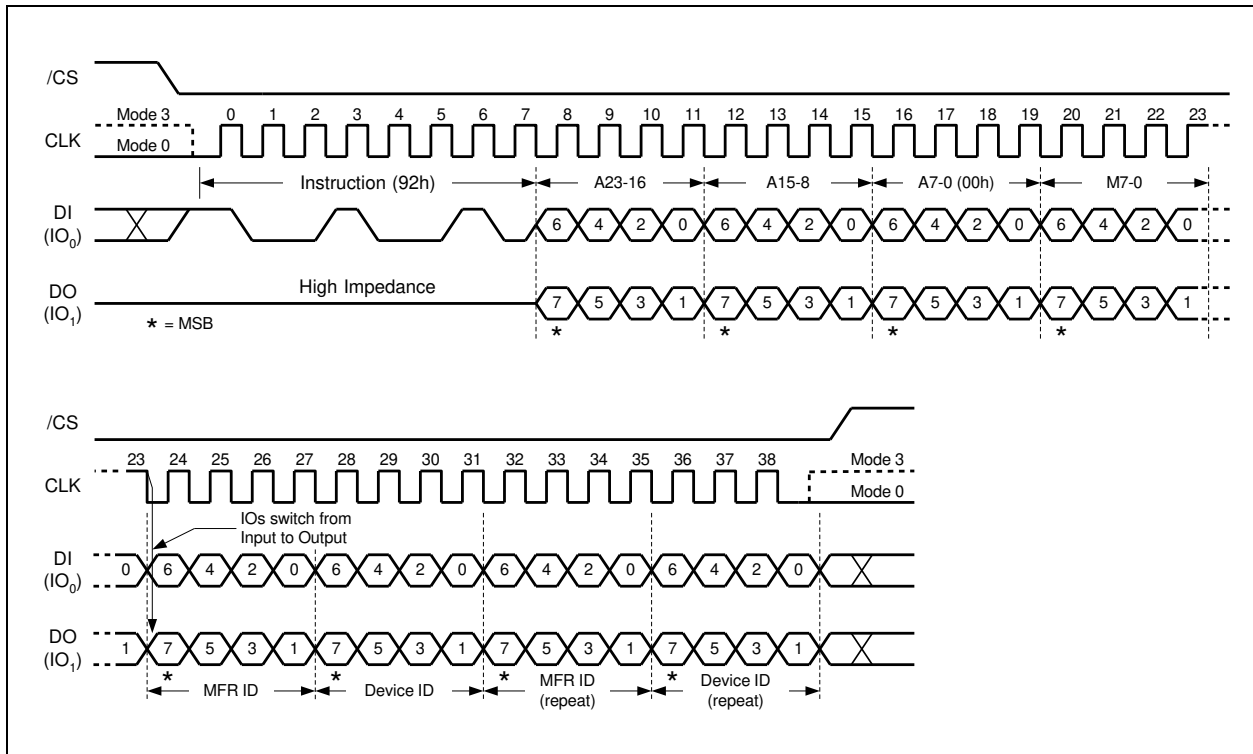 /CS
Mode 3 0 1 2 3 4 5 6 7 8 9 10 11 12 13 14 15 16 17 18 19 20 21 22 23
CLK
Mode 0
Instruction (92h) A23-16 A15-8 A7-0 (00h) M7-0
DI
(IO0)
6 4 2 0 6 4 2 0 6 4 2 0 6 4 2 0
High Impedance
DO
(IO1)
7 5 3 1 7 5 3 1 7 5 3 1 7 5 3 1
* = MSB * * * *
/CS
23 24 25 26 27 28 29 30 31 32 33 34 35 36 37 38 Mode 3
CLK
Mode 0
IOs switch from
Input to Output
DI
(IO0)
0 6 4 2 0 6 4 2 0 6 4 2 0 6 4 2 0
DO
(IO1)
1 7 5 3 1 7 5 3 1 7 5 3 1 7 5 3 1
* * * *
MFR ID Device ID MFR ID
(repeat) Device ID
(repeat)